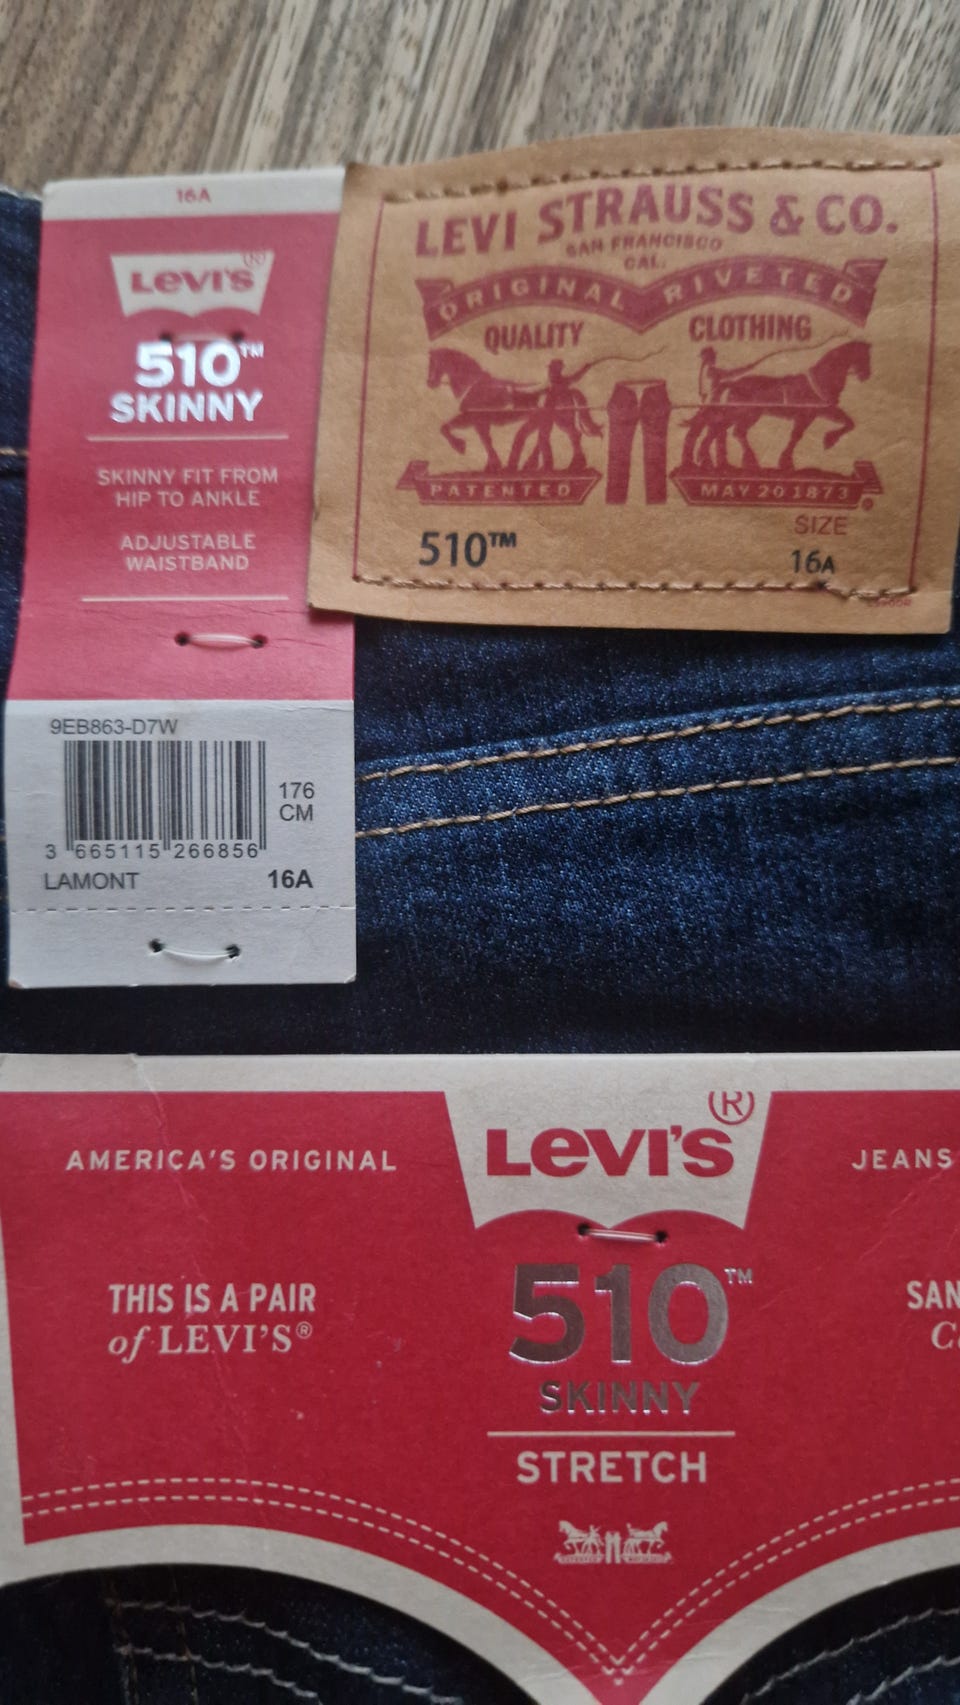 16A
LEVI'S®
510™
SKINNY
SKINNY FIT FROM
HIP TO ANKLE
ADJUSTABLE
WAISTBAND
9EB863-D7W
176
CM
3 665115 266856
LAMONT 16A
LEVI STRAUSS & CO.
SAN FRANCISCO
CAL.
ORIGINAL RIVETED
QUALITY CLOTHING
PATENTED MAY 20 1873 ®
SIZE
510™ 16A
AMERICA'S ORIGINAL LEVI'S® JEANS
510™
THIS IS A PAIR SAN
of LEVI'S®
SKINNY
STRETCH